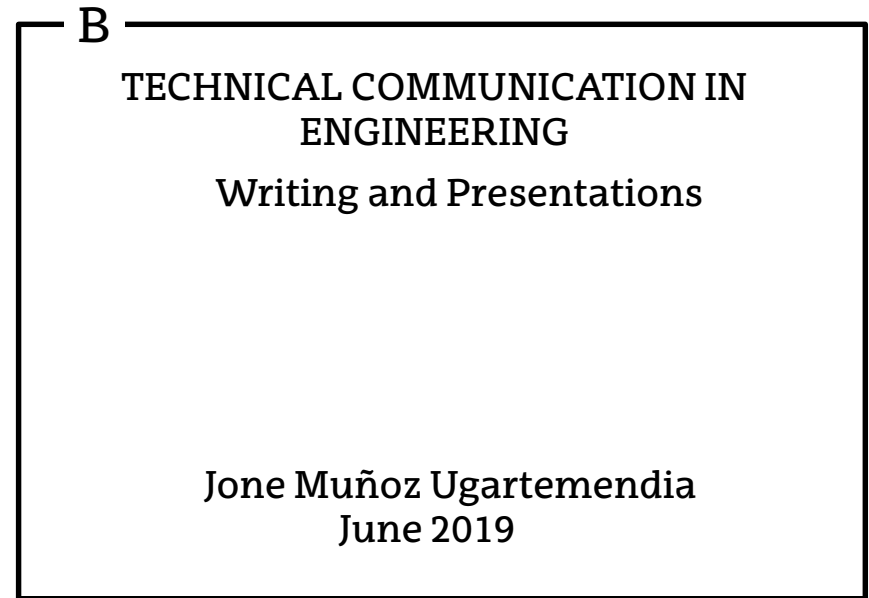 B
TECHNICAL COMMUNICATION IN
ENGINEERING
Writing and Presentations
Jone Muñoz Ugartemendia
June 2019